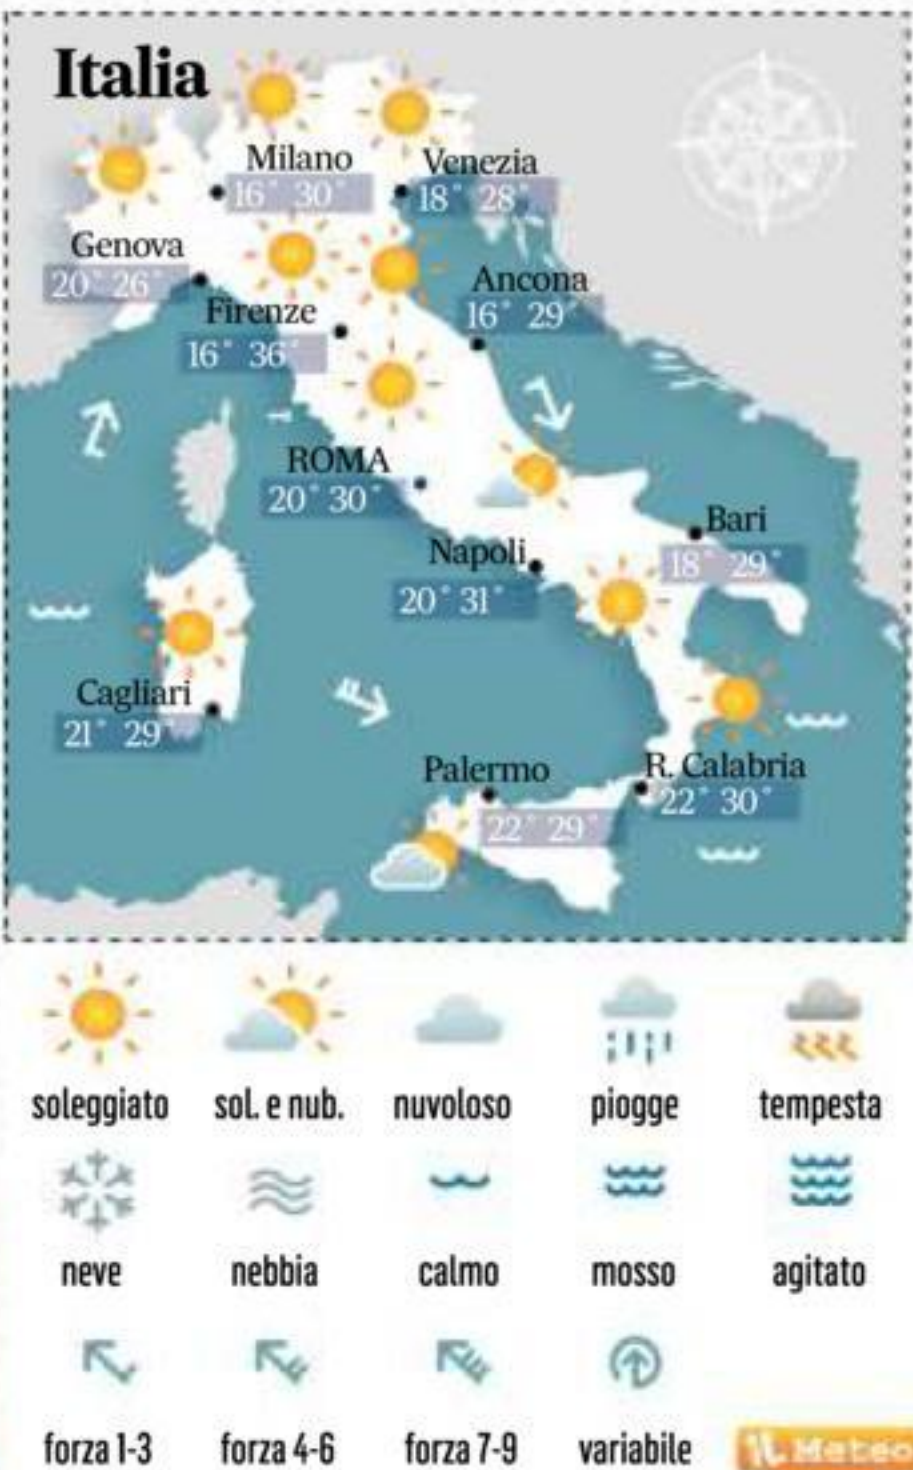 Italia
Milano
16° 30°
Venezia
18° 28°
Genova
20° 26°
Ancona
16° 29°
Firenze
16° 36°
ROMA
20° 30°
Bari
18° 29°
Napoli
20° 31°
Cagliari
21° 29°
Palermo
22° 29°
R. Calabria
22° 30°
soleggiato sol. e nub. nuvoloso piogge tempesta
neve nebbia calmo mosso agitato
forza 1-3 forza 4-6 forza 7-9 variabile
iL Meteo